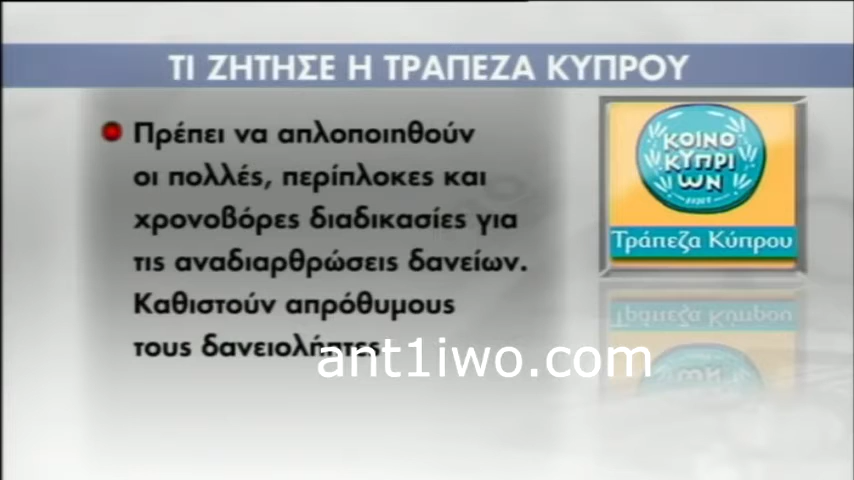 ΤΙ ΖΗΤΗΣΕ Η ΤΡΑΠΕΖΑ ΚΥΠΡΟΥ
Πρέπει να απλοποιηθούν
οι πολλές, περίπλοκες και
χρονοβόρες διαδικασίες για
τις αναδιαρθρώσεις δανείων.
Καθιστούν απρόθυμους
τους δανειολήπτες
ant1iwo.com
ΚΟΙΝΟ
ΚΥΠΡΙ
ΩΝ
Τράπεζα Κύπρου